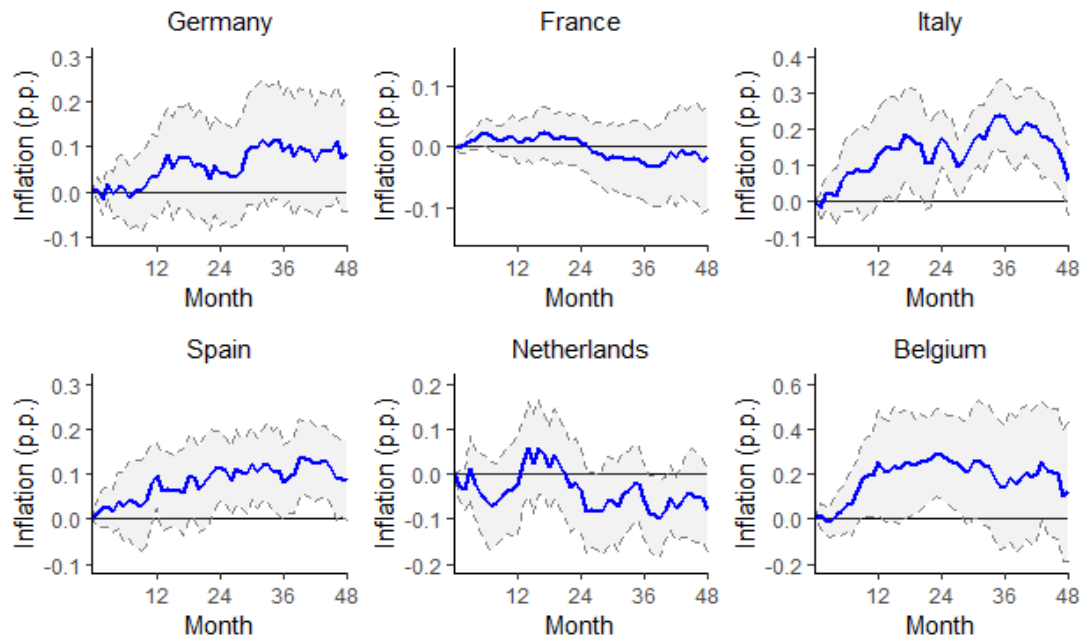 Germany
France
Italy
Inflation (p.p.)
0.3
0.2
0.1
0.0
-0.1
12 24 36 48
Month
Inflation (p.p.)
0.1
0.0
-0.1
12 24 36 48
Month
Inflation (p.p.)
0.4
0.3
0.2
0.1
0.0
-0.1
12 24 36 48
Month
Spain
Netherlands
Belgium
Inflation (p.p.)
0.3
0.2
0.1
0.0
-0.1
12 24 36 48
Month
Inflation (p.p.)
0.2
0.1
0.0
-0.1
-0.2
12 24 36 48
Month
Inflation (p.p.)
0.6
0.4
0.2
0.0
-0.2
12 24 36 48
Month